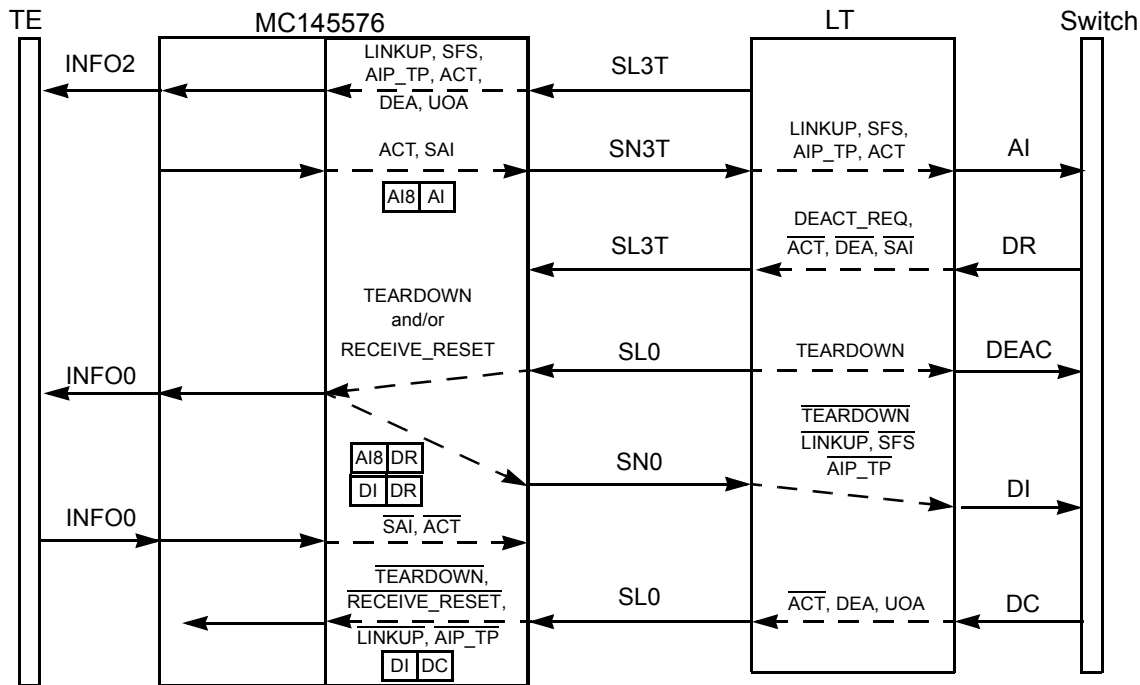 TE
MC145576
LT
Switch
INFO2
LINKUP, SFS,
AIP_TP, ACT,
DEA, UOA
SL3T
ACT, SAI
AI8 AI
SN3T
LINKUP, SFS,
AIP_TP, ACT
AI
SL3T
DEACT_REQ,
ACT, DEA, SAI
DR
TEARDOWN
and/or
RECEIVE_RESET
SL0
TEARDOWN
DEAC
INFO0
AI8 DR
DI DR
SN0
TEARDOWN
LINKUP, SFS
AIP_TP
DI
INFO0
SAI, ACT
TEARDOWN,
RECEIVE_RESET,
LINKUP, AIP_TP
DI DC
SL0
ACT, DEA, UOA
DC